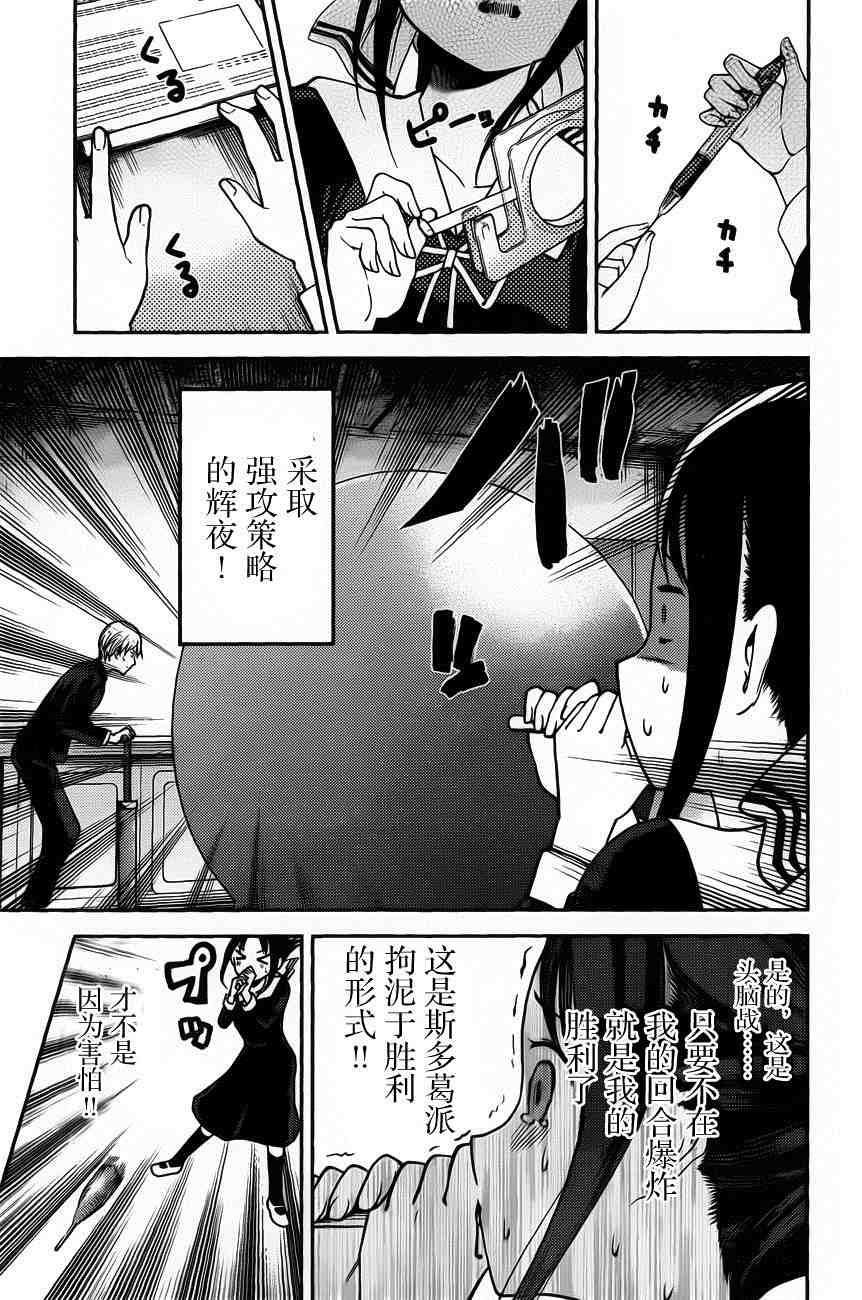 カチ
カチ
ピーッ
くる
くる
采取
强攻策略
的辉夜！
是的，这是
头脑战……
只要不在
我的回合爆炸
就是我的
胜利了
这是斯多葛派
拘泥于胜利
的形式!!
プッ
才不是
因为害怕!!